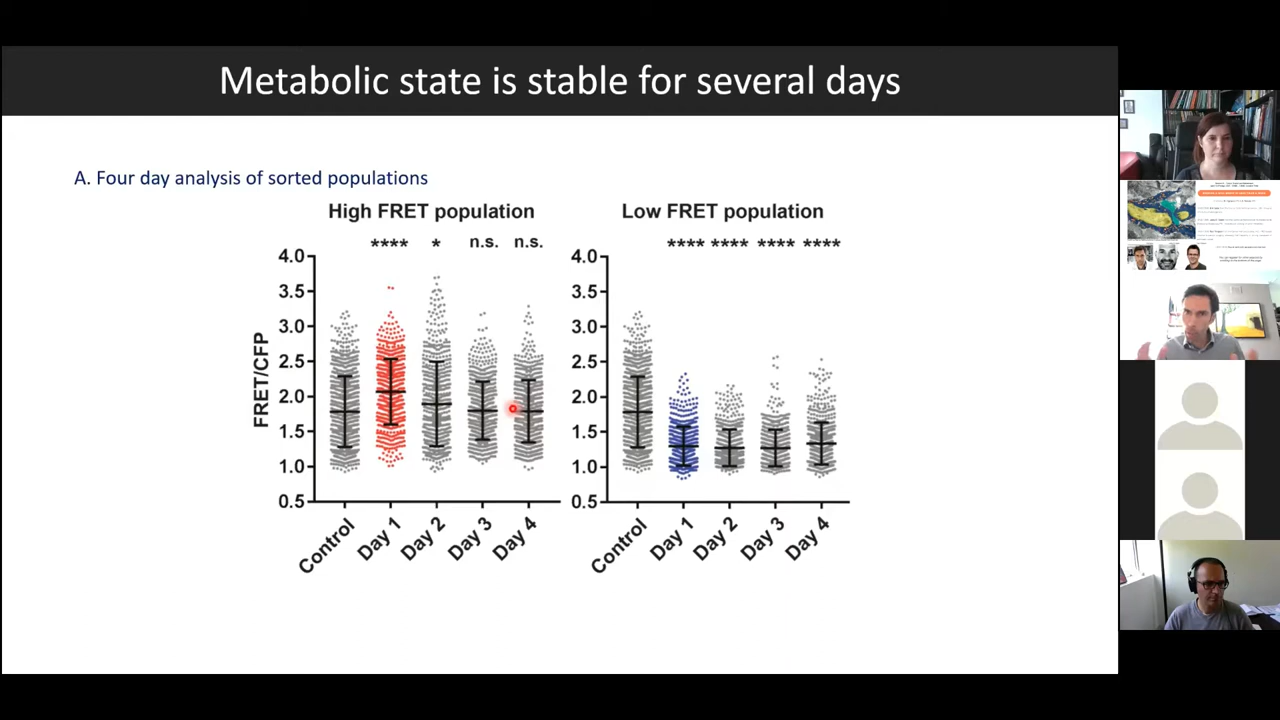 Metabolic state is stable for several days
A. Four day analysis of sorted populations
High FRET population
**** * n.s. n.s.
4.0
3.5
3.0
2.5
2.0
1.5
1.0
0.5
FRET/CFP
Control Day 1 Day 2 Day 3 Day 4
Low FRET population
**** **** **** ****
4.0
3.5
3.0
2.5
2.0
1.5
1.0
0.5
Control Day 1 Day 2 Day 3 Day 4